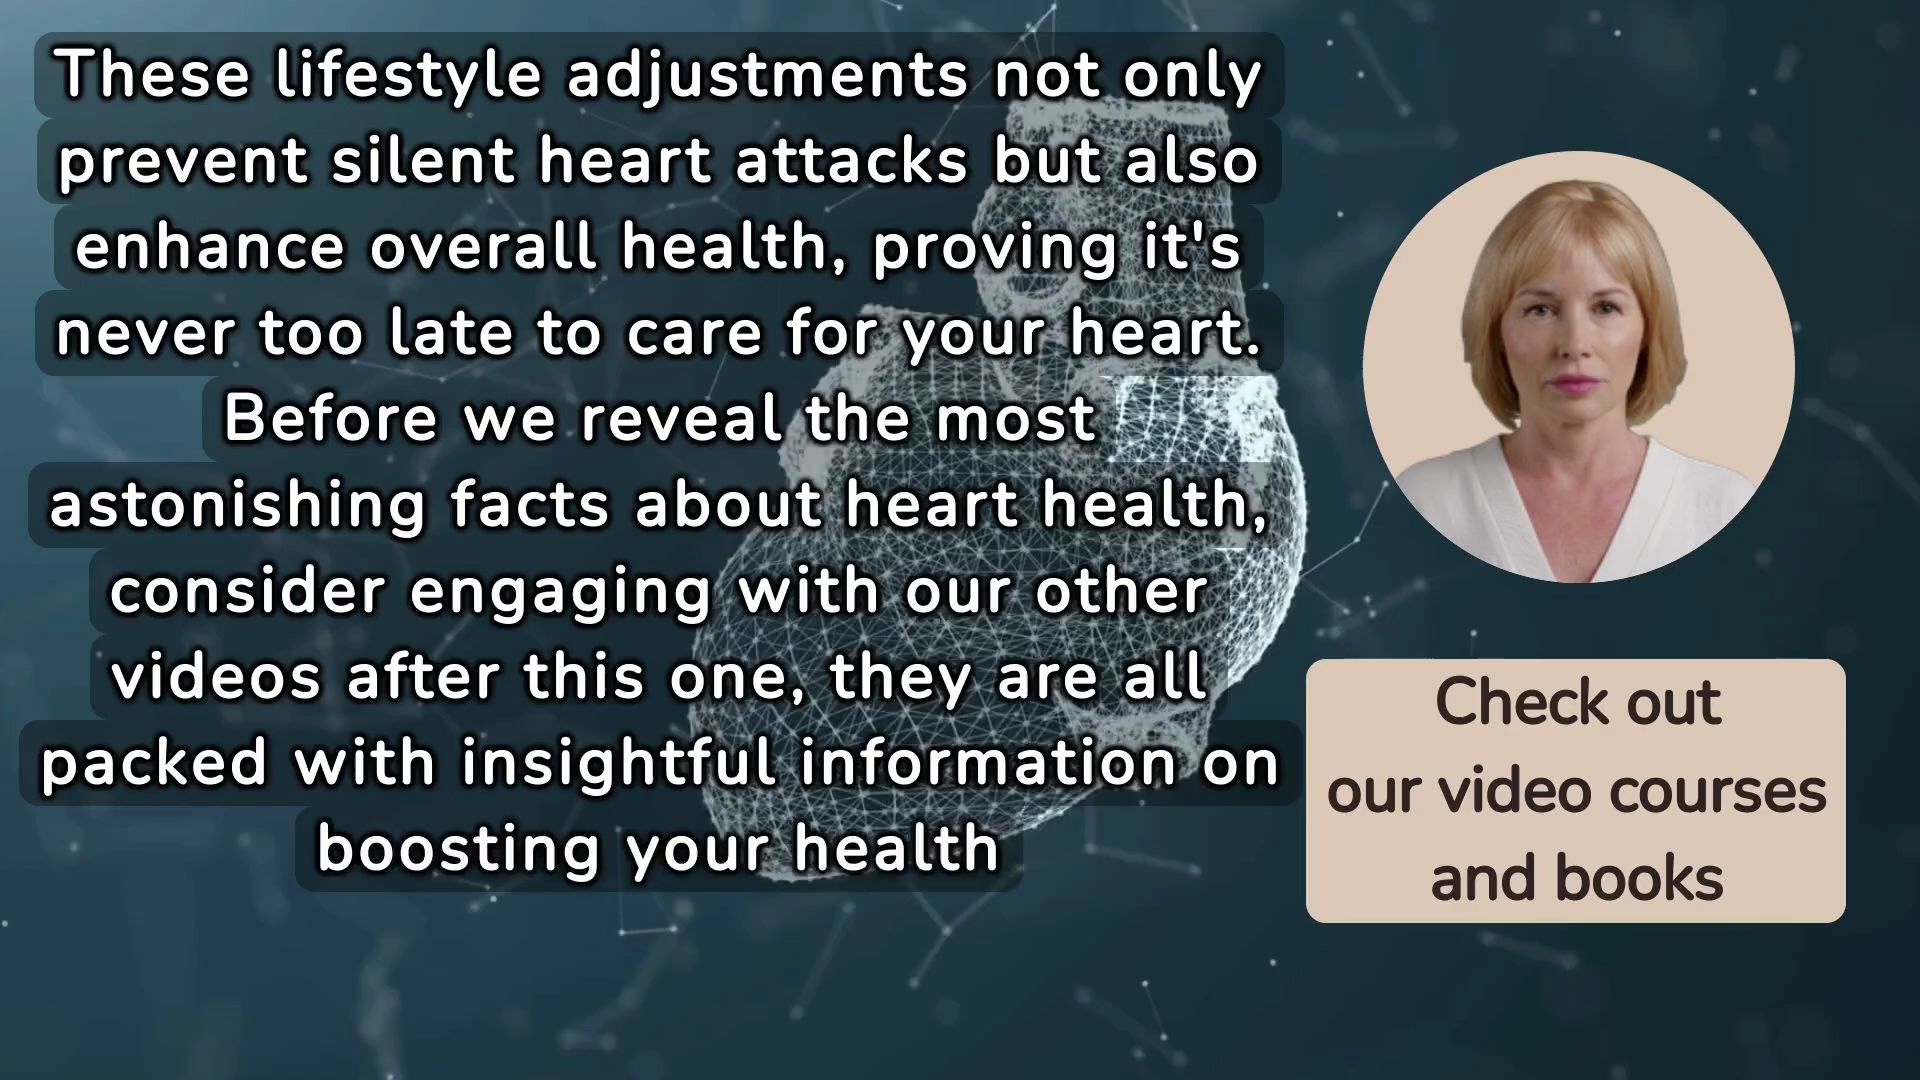 These lifestyle adjustments not only
prevent silent heart attacks but also
enhance overall health, proving it's
never too late to care for your heart.
Before we reveal the most
astonishing facts about heart health,
consider engaging with our other
videos after this one, they are all
packed with insightful information on
boosting your health
Check out
our video courses
and books